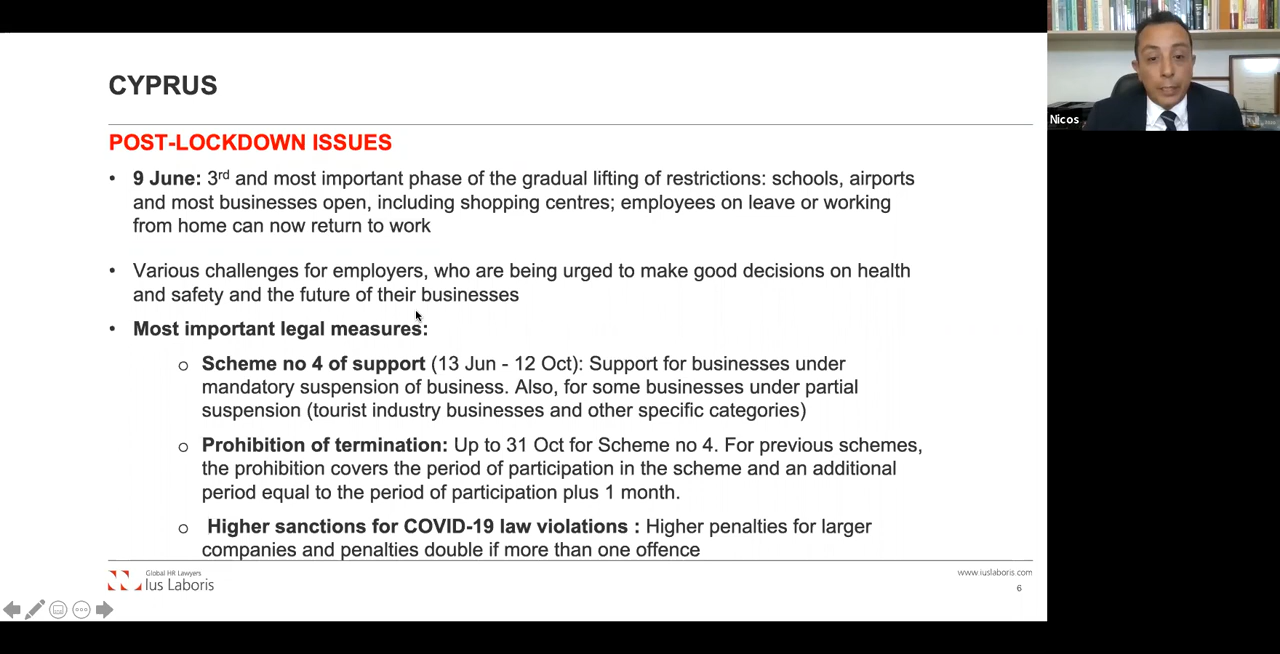 CYPRUS
POST-LOCKDOWN ISSUES
• 9 June: 3rd and most important phase of the gradual lifting of restrictions: schools, airports
and most businesses open, including shopping centres; employees on leave or working
from home can now return to work
• Various challenges for employers, who are being urged to make good decisions on health
and safety and the future of their businesses
• Most important legal measures:
o Scheme no 4 of support (13 Jun - 12 Oct): Support for businesses under
mandatory suspension of business. Also, for some businesses under partial
suspension (tourist industry businesses and other specific categories)
o Prohibition of termination: Up to 31 Oct for Scheme no 4. For previous schemes,
the prohibition covers the period of participation in the scheme and an additional
period equal to the period of participation plus 1 month.
o Higher sanctions for COVID-19 law violations : Higher penalties for larger
companies and penalties double if more than one offence
Global HR Lawyers
Ius Laboris
www.iuslaboris.com
6
Nicos